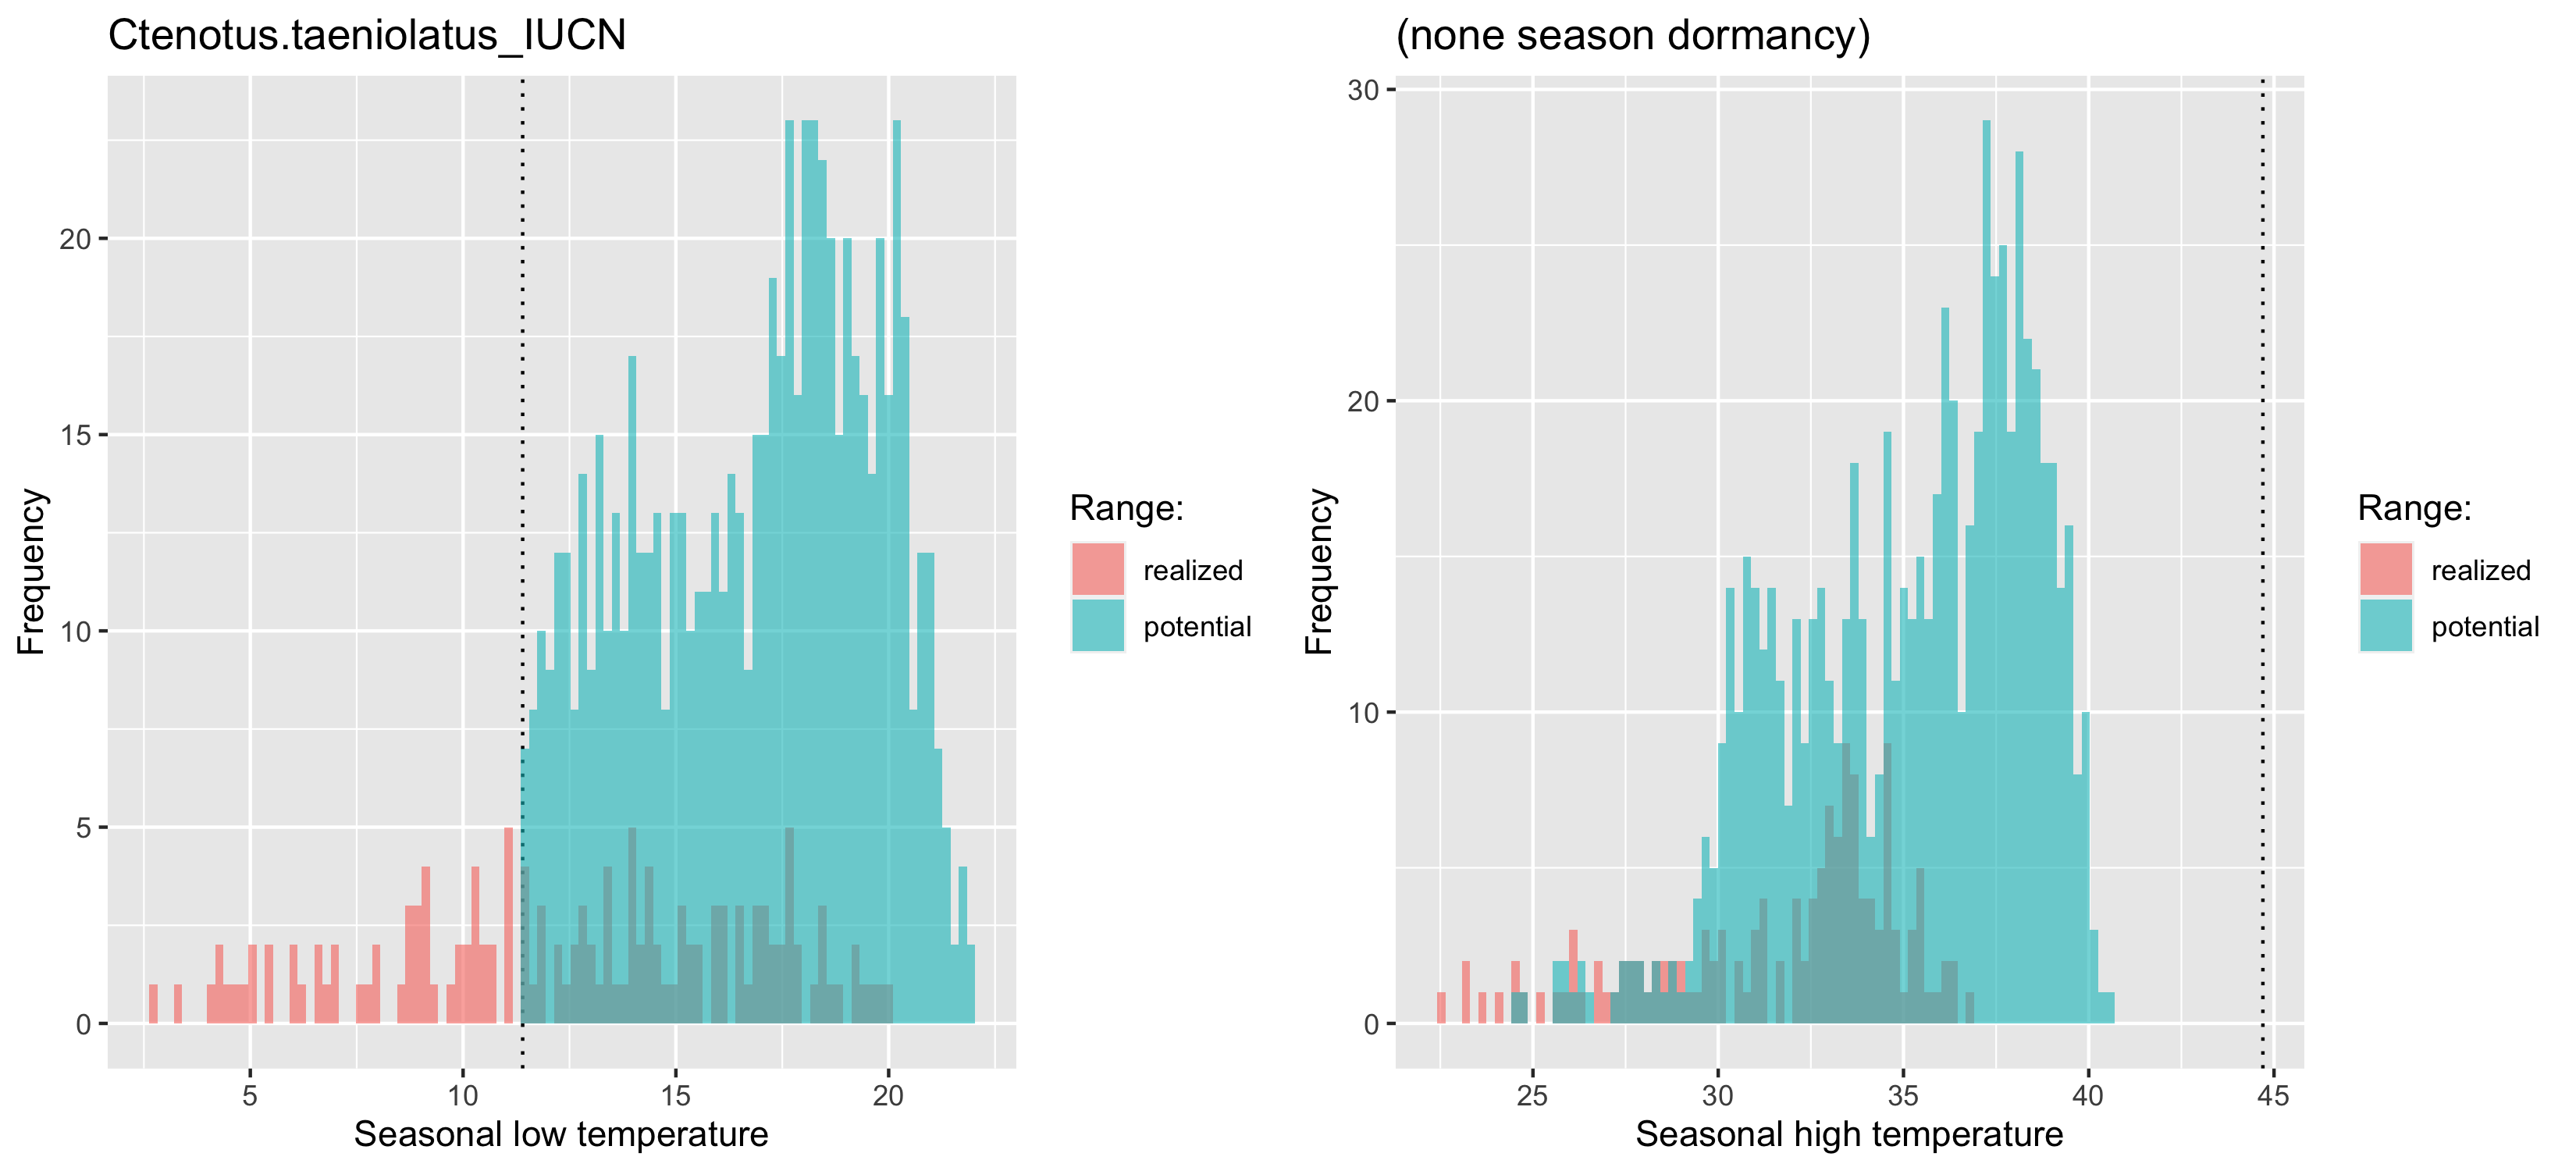 Ctenotus.taeniolatus_IUCN
Frequency
20
15
10
5
0
5 10 15 20
Seasonal low temperature
Range:
realized
potential
(none season dormancy)
Frequency
30
20
10
0
25 30 35 40 45
Seasonal high temperature
Range:
realized
potential